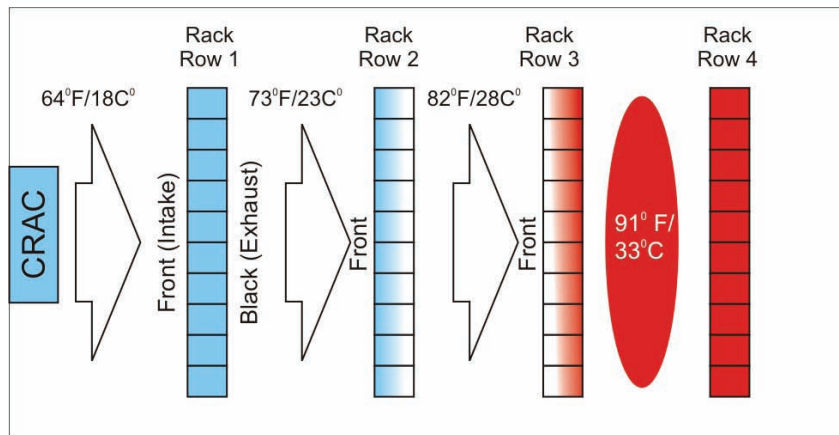 Rack
Row 1
Rack
Row 2
Rack
Row 3
Rack
Row 4
64⁰F/18C⁰
73⁰F/23C⁰
82⁰F/28C⁰
CRAC
Front (Intake)
Black (Exhaust)
Front
Front
91⁰ F/
33⁰C